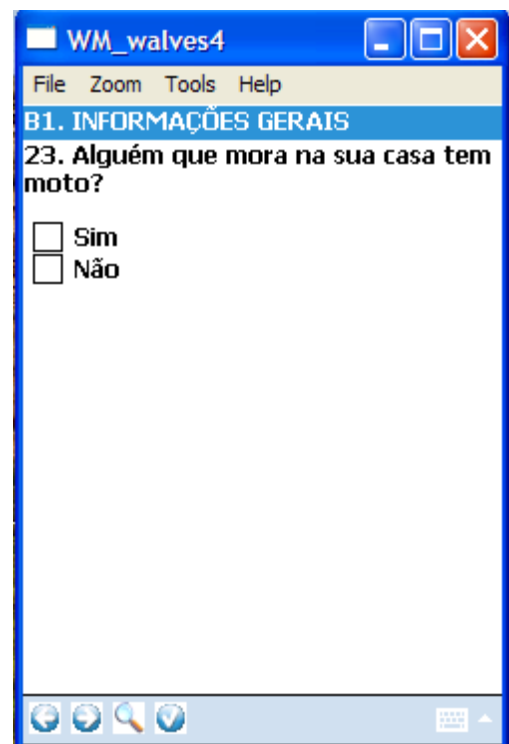 WM_walves4
File Zoom Tools Help
B1. INFORMAÇÕES GERAIS
23. Alguém que mora na sua casa tem
moto?
Sim
Não